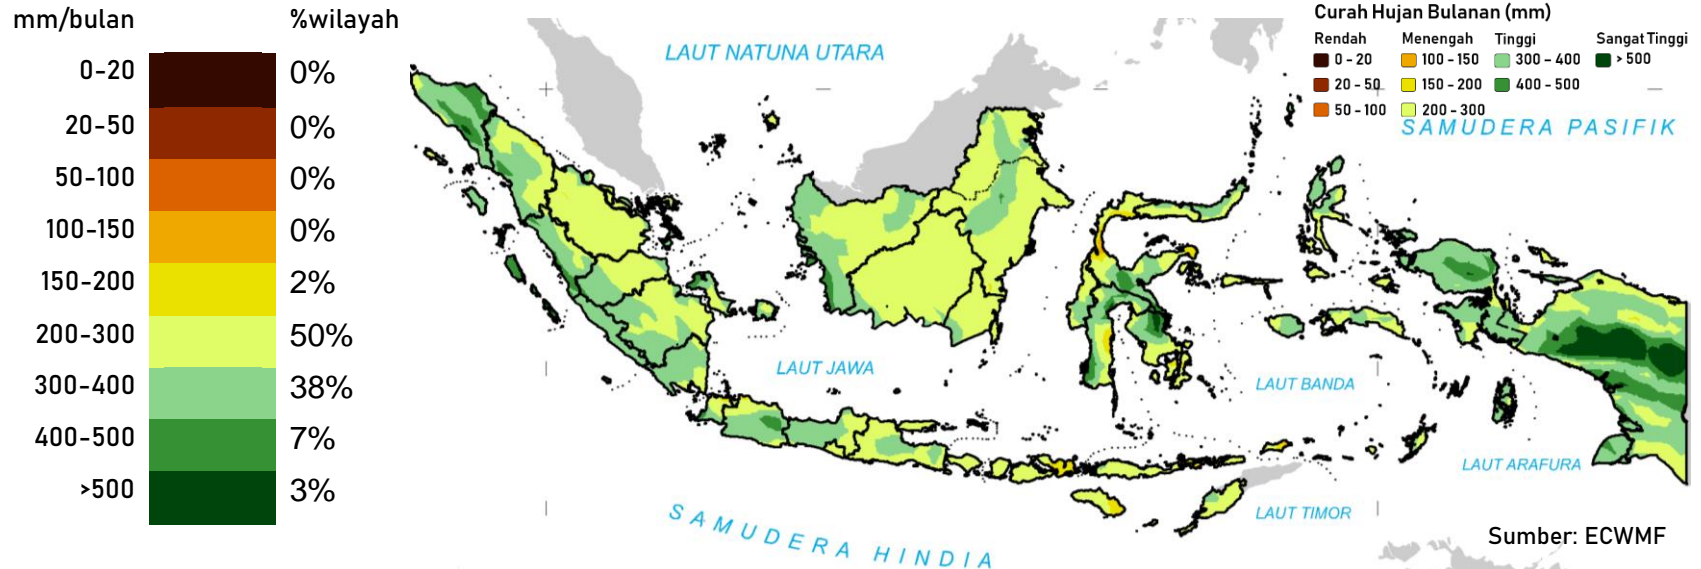 mm/bulan %wilayah
0-20 0%
20-50 0%
50-100 0%
100-150 0%
150-200 2%
200-300 50%
300-400 38%
400-500 7%
>500 3%
Curah Hujan Bulanan (mm)
Rendah Menengah Tinggi Sangat Tinggi
0 - 20 100 - 150 300 - 400 > 500
20 - 50 150 - 200 400 - 500
50 - 100 200 - 300
LAUT NATUNA UTARA
SAMUDERA PASIFIK
LAUT JAWA
LAUT BANDA
LAUT ARAFURA
LAUT TIMOR
SAMUDERA HINDIA
Sumber: ECWMF